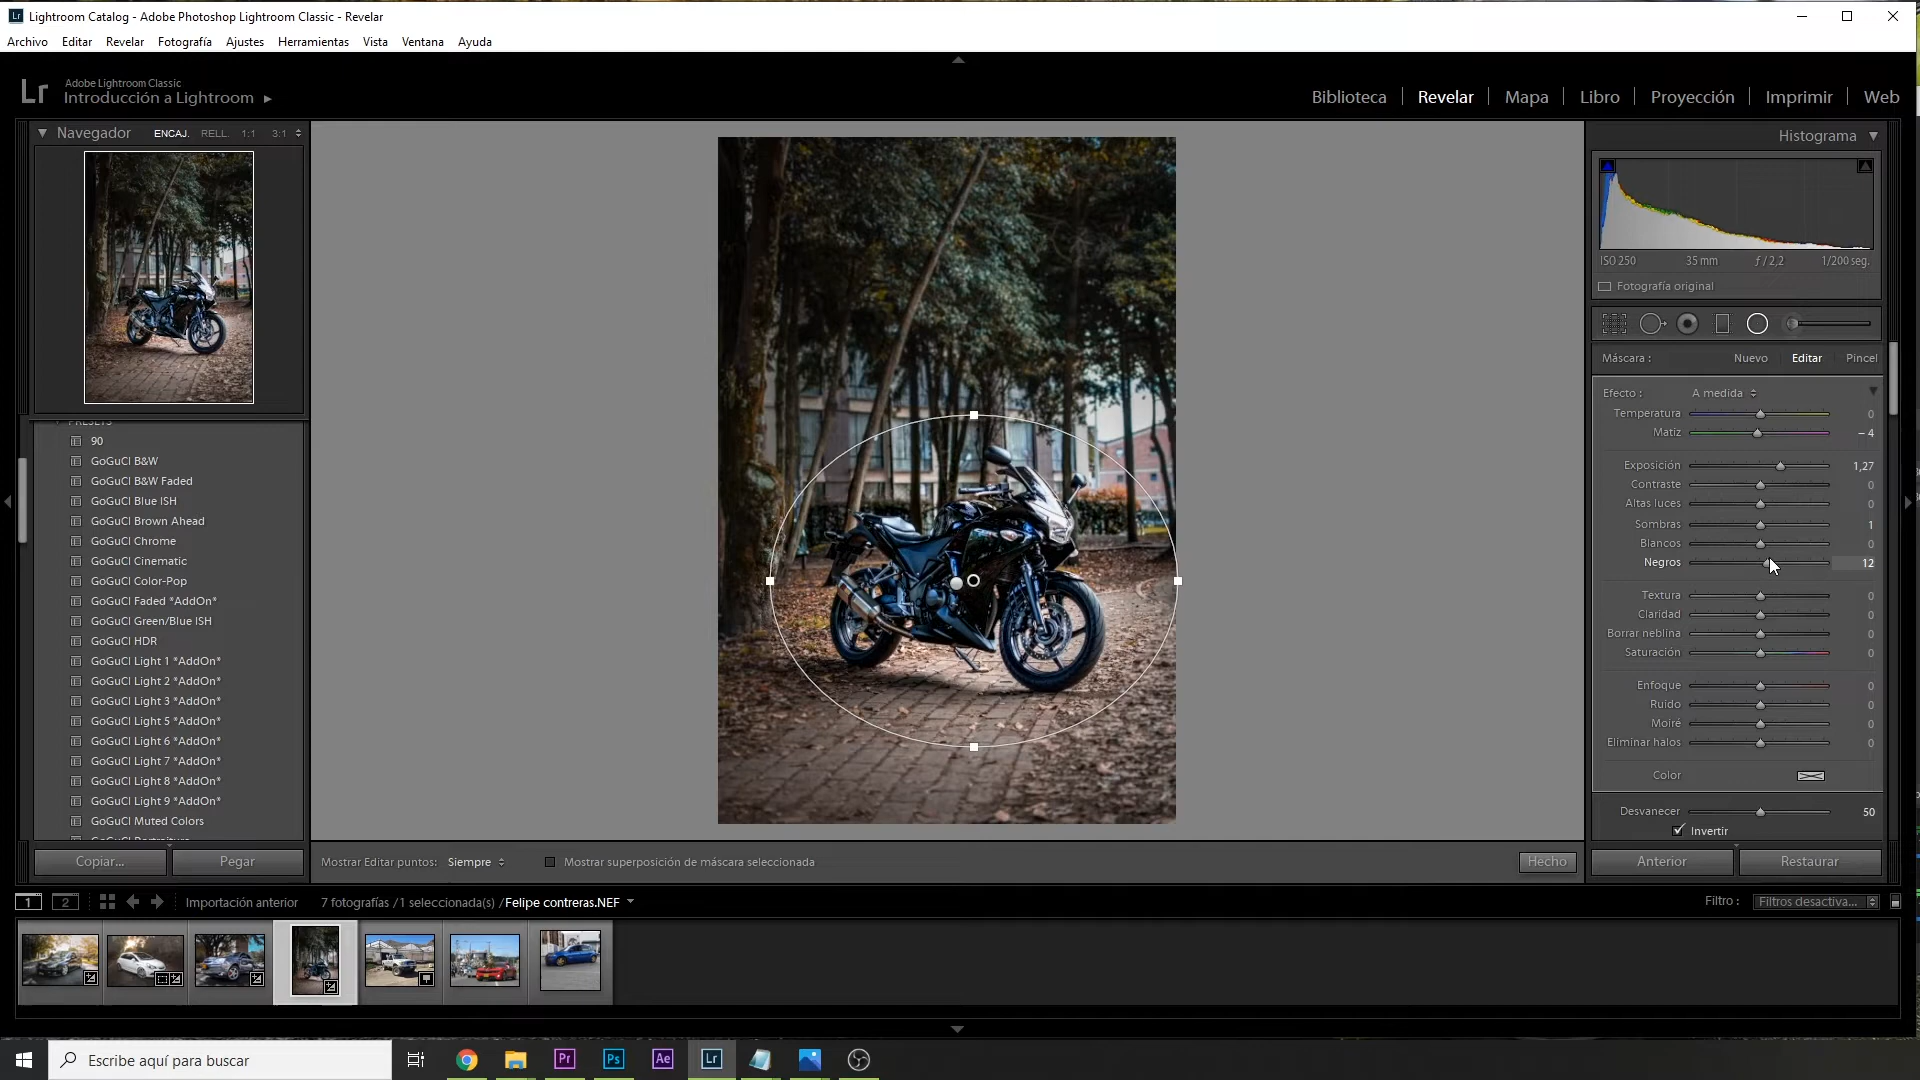 Lightroom Catalog - Adobe Photoshop Lightroom Classic - Revelar
Archivo Editar Revelar Fotografía Ajustes Herramientas Vista Ventana Ayuda
Lr Adobe Lightroom Classic
Introducción a Lightroom
Biblioteca | Revelar | Mapa | Libro | Proyección | Imprimir | Web
Navegador ENCAJ. RELL. 1:1 3:1
PRESETS
90
GoGuCl B&W
GoGuCl B&W Faded
GoGuCl Blue ISH
GoGuCl Brown Ahead
GoGuCl Chrome
GoGuCl Cinematic
GoGuCl Color-Pop
GoGuCl Faded *AddOn*
GoGuCl Green/Blue ISH
GoGuCl HDR
GoGuCl Light 1 *AddOn*
GoGuCl Light 2 *AddOn*
GoGuCl Light 3 *AddOn*
GoGuCl Light 5 *AddOn*
GoGuCl Light 6 *AddOn*
GoGuCl Light 7 *AddOn*
GoGuCl Light 8 *AddOn*
GoGuCl Light 9 *AddOn*
GoGuCl Muted Colors
Copiar... Pegar
Histograma
ISO 250 35 mm ƒ / 2,2 1/200 seg.
Fotografía original
Máscara : Nuevo Editar Pincel
Efecto : A medida
Temperatura 0
Matiz – 4
Exposición 1,27
Contraste 0
Altas luces 0
Sombras 1
Blancos 0
Negros 12
Textura 0
Claridad 0
Borrar neblina 0
Saturación 0
Enfoque 0
Ruido 0
Moiré 0
Eliminar halos 0
Color
Desvanecer 50
Invertir
Mostrar Editar puntos: Siempre Mostrar superposición de máscara seleccionada Hecho
Anterior Restaurar
1 2 Importación anterior 7 fotografías /1 seleccionada(s) /Felipe contreras.NEF Filtro : Filtros desactiva...
Escribe aquí para buscar
Pr Ps Ae Lr